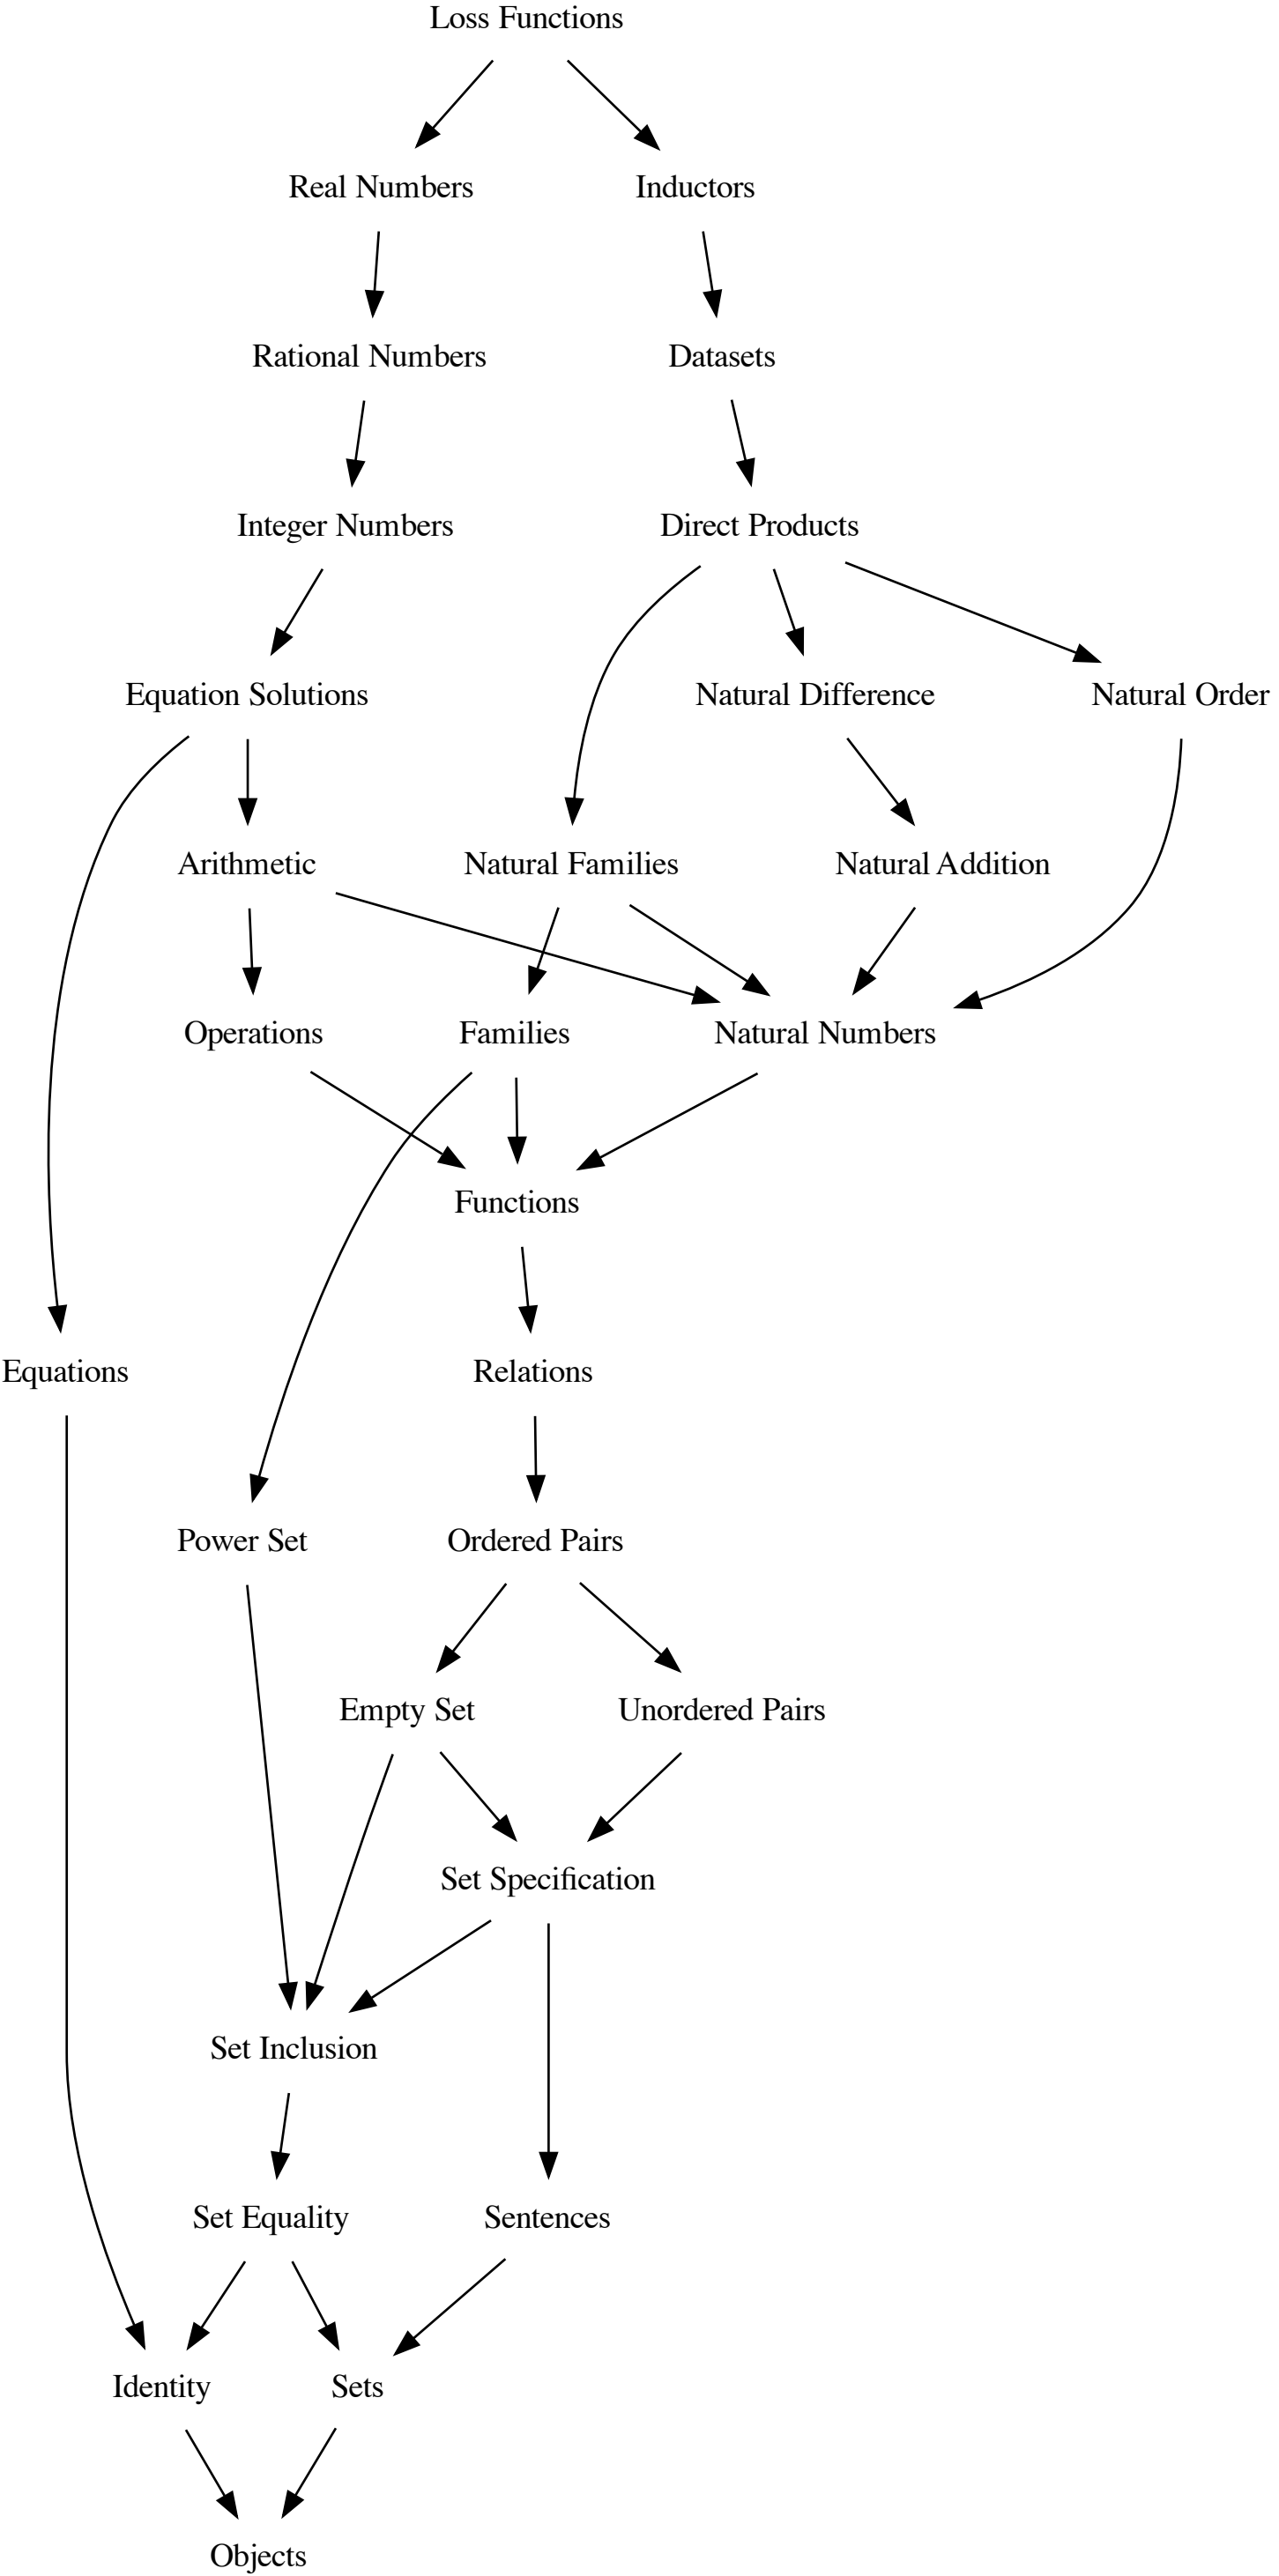 Loss Functions
Real Numbers
Inductors
Rational Numbers
Datasets
Integer Numbers
Direct Products
Equation Solutions
Natural Difference
Natural Order
Arithmetic
Natural Families
Natural Addition
Operations
Families
Natural Numbers
Functions
Equations
Relations
Power Set
Ordered Pairs
Empty Set
Unordered Pairs
Set Specification
Set Inclusion
Set Equality
Sentences
Identity
Sets
Objects